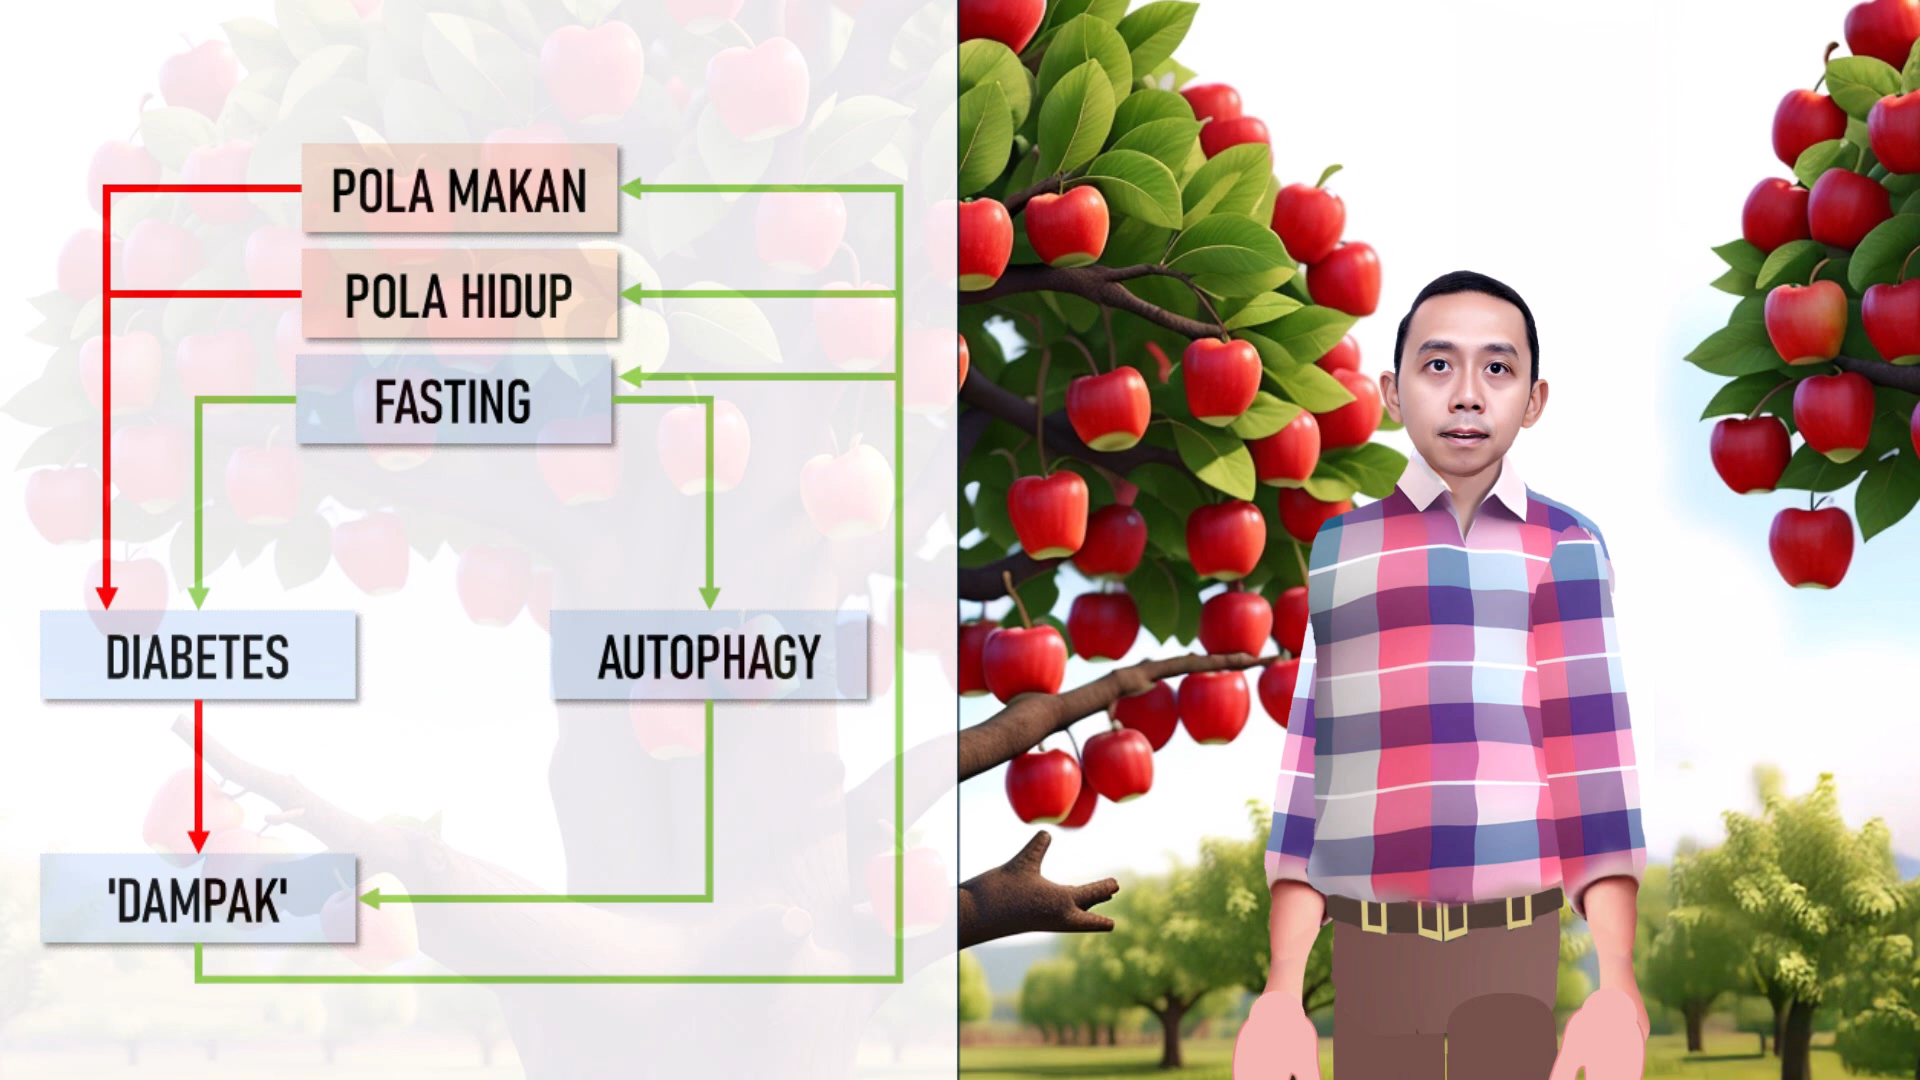 POLA MAKAN
POLA HIDUP
FASTING
DIABETES
AUTOPHAGY
'DAMPAK'